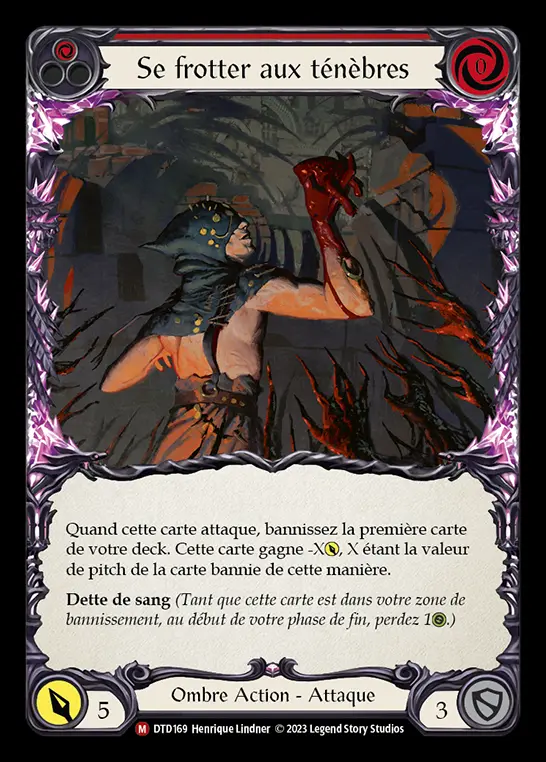 Se frotter aux ténèbres
0
Quand cette carte attaque, bannissez la première carte
de votre deck. Cette carte gagne -X, X étant la valeur
de pitch de la carte bannie de cette manière.
Dette de sang (Tant que cette carte est dans votre zone de
bannissement, au début de votre phase de fin, perdez 1.)
5
Ombre Action - Attaque
3
M DTD169 Henrique Lindner © 2023 Legend Story Studios